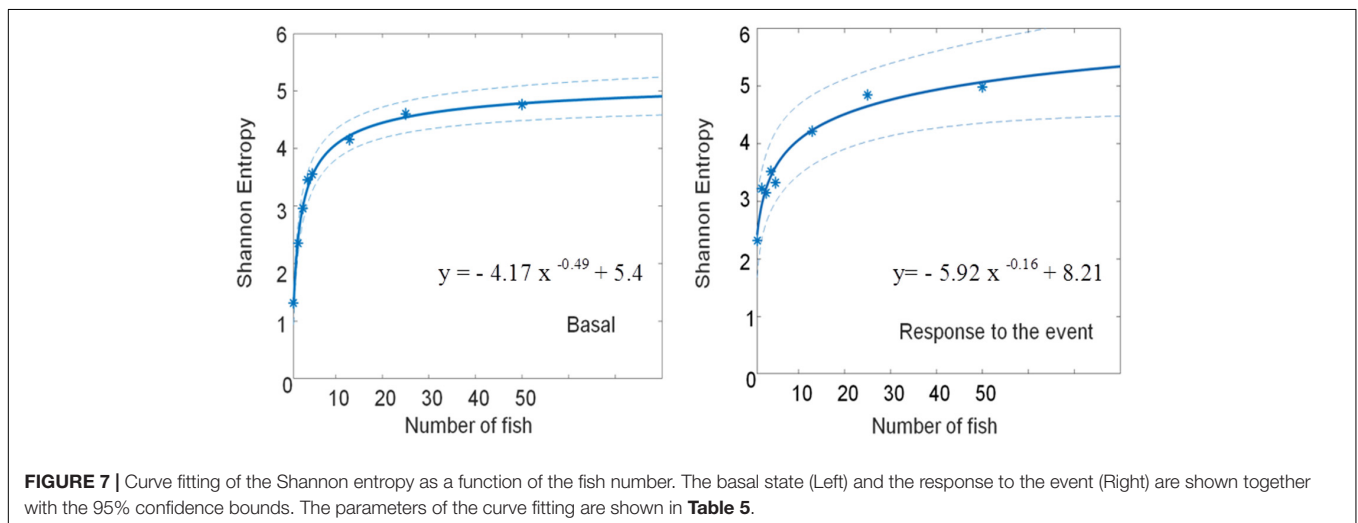 6
5
4
3
2
1
0
Shannon Entropy
y = - 4.17 x ^-0.49 + 5.4
Basal
10 20 30 40 50
Number of fish
6
5
4
3
2
1
0
Shannon Entropy
y= - 5.92 x ^-0.16 + 8.21
Response to the event
10 20 30 40 50
Number of fish
FIGURE 7 | Curve fitting of the Shannon entropy as a function of the fish number. The basal state (Left) and the response to the event (Right) are shown together
with the 95% confidence bounds. The parameters of the curve fitting are shown in Table 5.